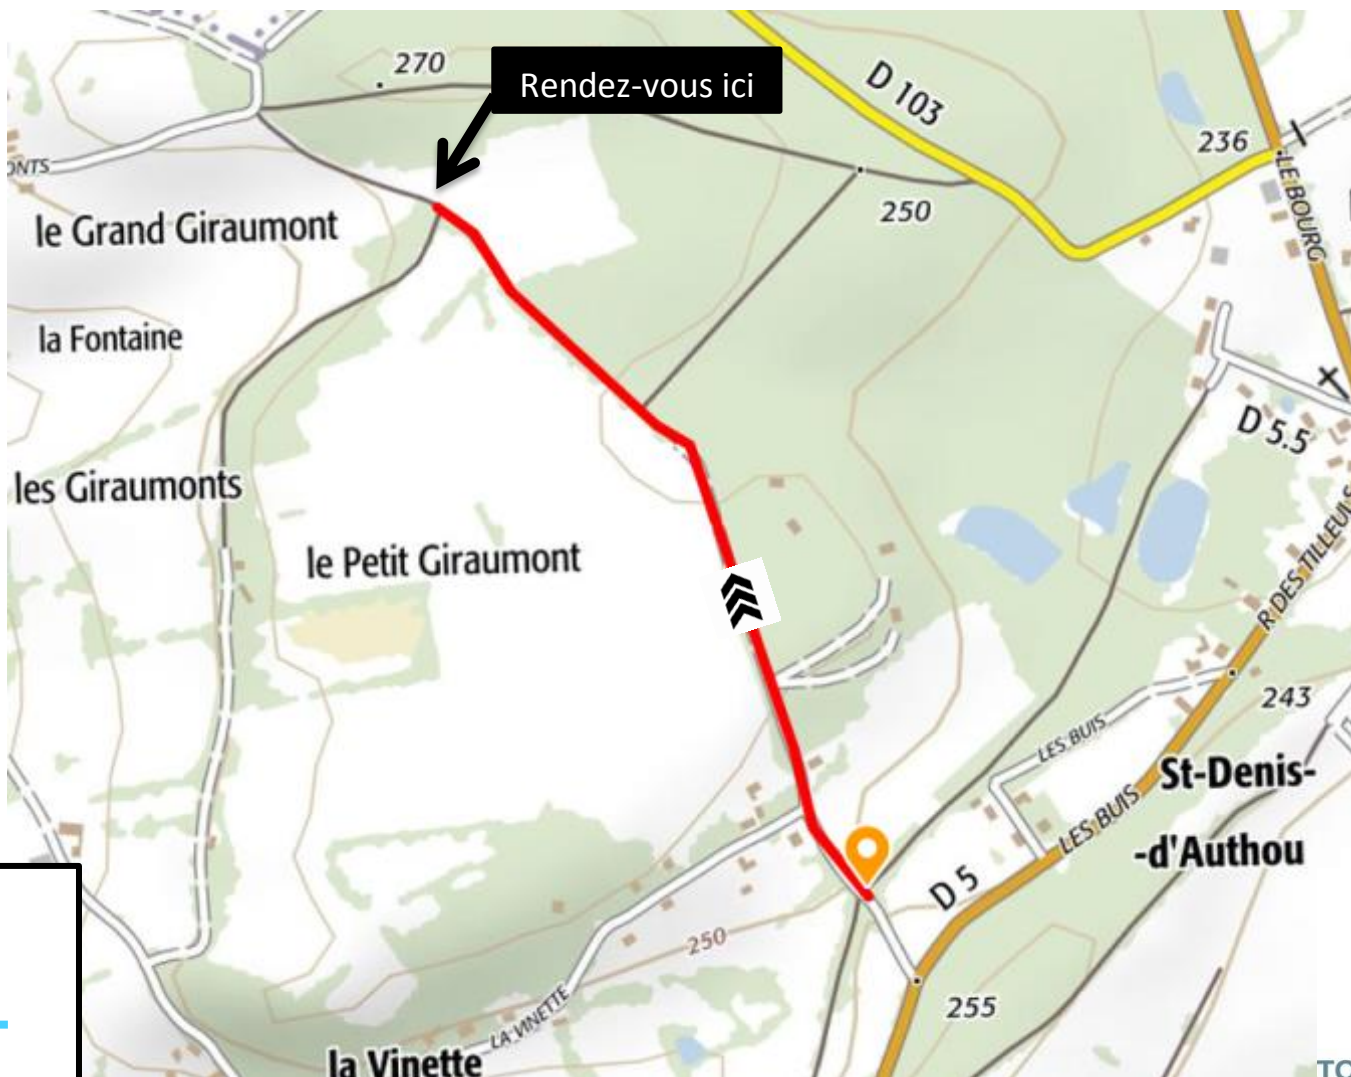 270
Rendez-vous ici
D 103
236
ONTS
LE BOURG
250
le Grand Giraumont
la Fontaine
D 5.5
les Giraumonts
R DES TILLEULS
le Petit Giraumont
243
LES BUIS
St-Denis-
-d'Authou
LES BUIS
D 5
250
255
LA VINETTE
la Vinette
TO